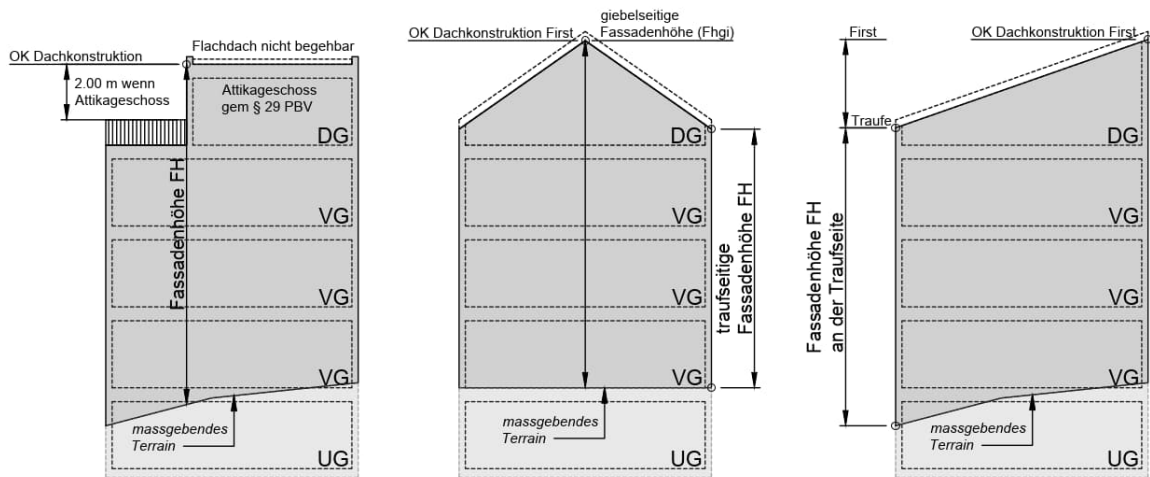 OK Dachkonstruktion
Flachdach nicht begehbar
2.00 m wenn
Attikageschoss
Attikageschoss
gem § 29 PBV
DG
Fassadenhöhe FH
VG
VG
VG
massgebendes
Terrain
UG
giebelseitige
Fassadenhöhe (Fhgi)
OK Dachkonstruktion First
DG
VG
VG
VG
traufseitige
Fassadenhöhe FH
massgebendes
Terrain
UG
First
OK Dachkonstruktion First
Traufe
DG
VG
VG
VG
Fassadenhöhe FH
an der Traufseite
massgebendes
Terrain
UG